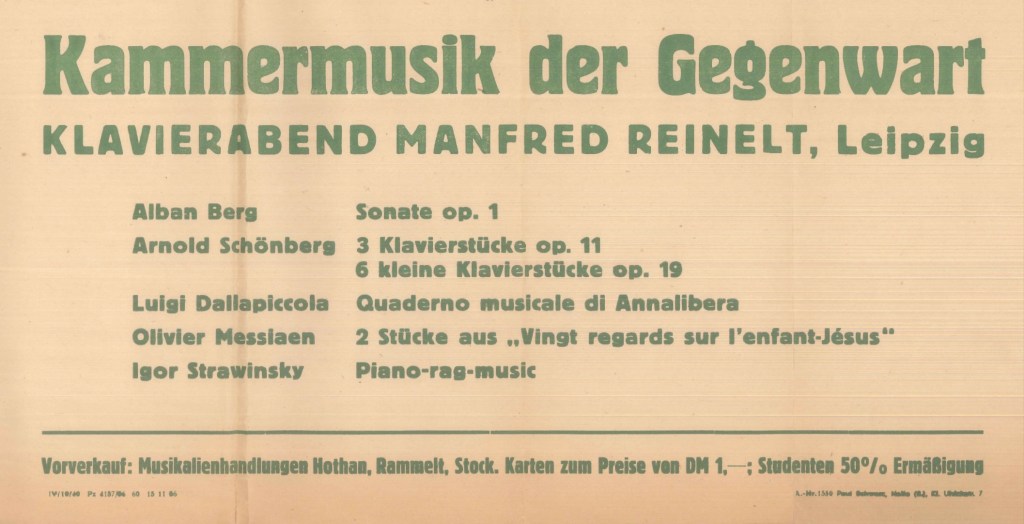 Kammermusik der Gegenwart
KLAVIERABEND MANFRED REINELT, Leipzig
Alban Berg Sonate op. 1
Arnold Schönberg 3 Klavierstücke op. 11
6 kleine Klavierstücke op. 19
Luigi Dallapiccola Quaderno musicale di Annalibera
Olivier Messiaen 2 Stücke aus „Vingt regards sur l'enfant-Jésus“
Igor Strawinsky Piano-rag-music
Vorverkauf: Musikalienhandlungen Hothan, Rammelt, Stock. Karten zum Preise von DM 1,—; Studenten 50% Ermäßigung